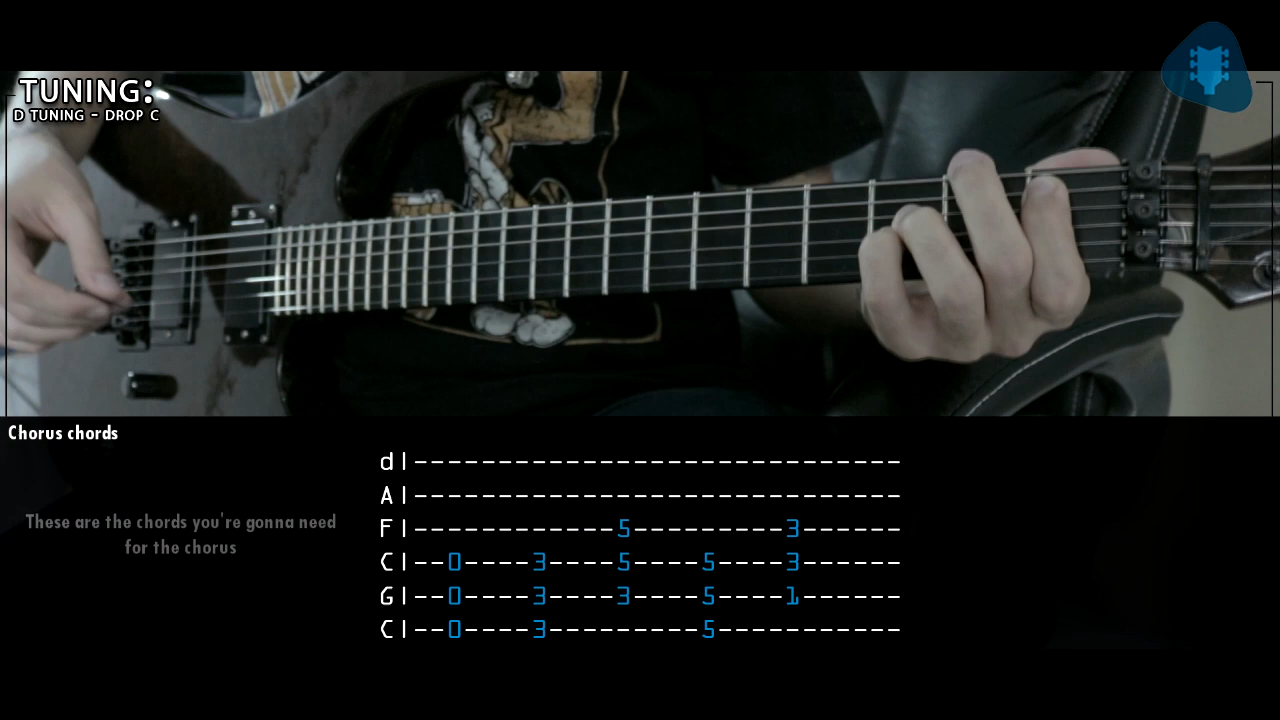 TUNING:
D TUNING - DROP C
Chorus chords
These are the chords you're gonna need
for the chorus
d|-----------------------------
A|-----------------------------
F|------------5---------3------
C|--0----3----5----5----3------
G|--0----3----3----5----1------
C|--0----3---------5-----------